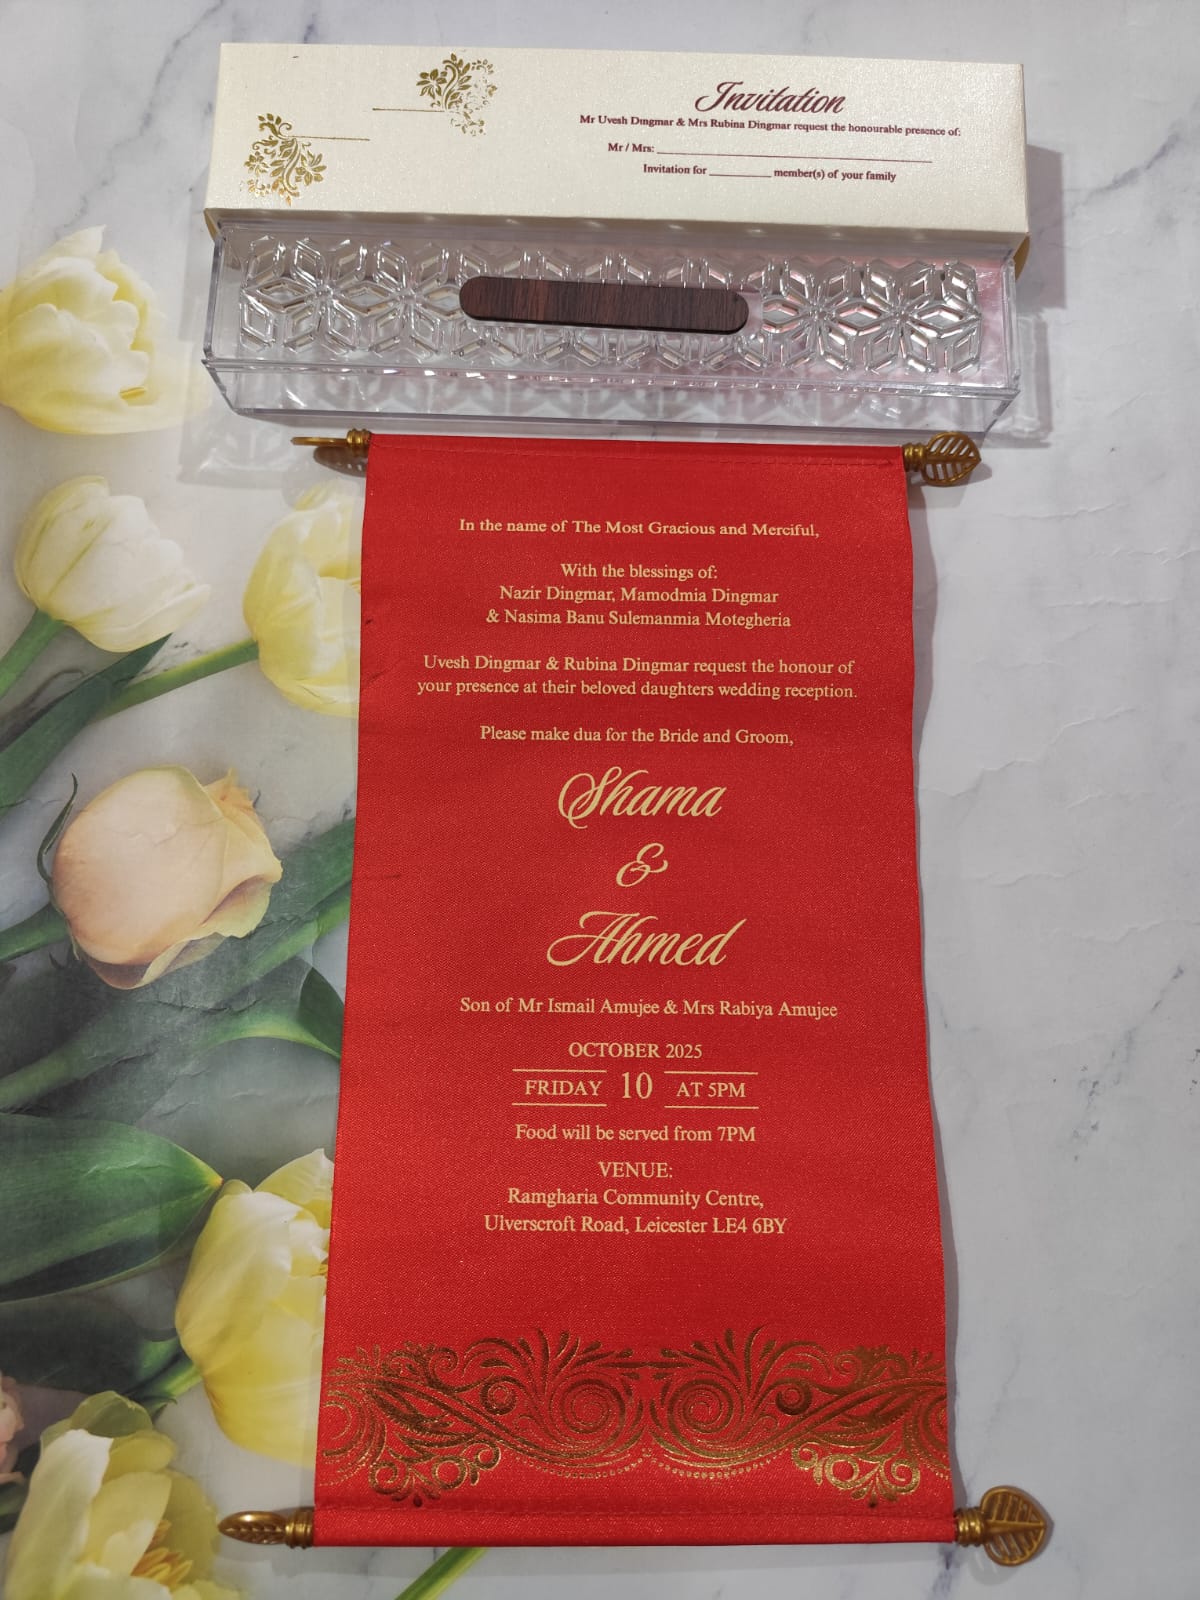 Invitation
Mr Uvesh Dingmar & Mrs Rubina Dingmar request the honourable presence of:
Mr / Mrs: ____________________
Invitation for __________ member(s) of your family
In the name of The Most Gracious and Merciful,
With the blessings of:
Nazir Dingmar, Mamodmia Dingmar
& Nasima Banu Sulemanmia Motegheria
Uvesh Dingmar & Rubina Dingmar request the honour of
your presence at their beloved daughters wedding reception.
Please make dua for the Bride and Groom,
Shama
&
Ahmed
Son of Mr Ismail Amujee & Mrs Rabiya Amujee
OCTOBER 2025
FRIDAY 10 AT 5PM
Food will be served from 7PM
VENUE:
Ramgharia Community Centre,
Ulverscroft Road, Leicester LE4 6BY